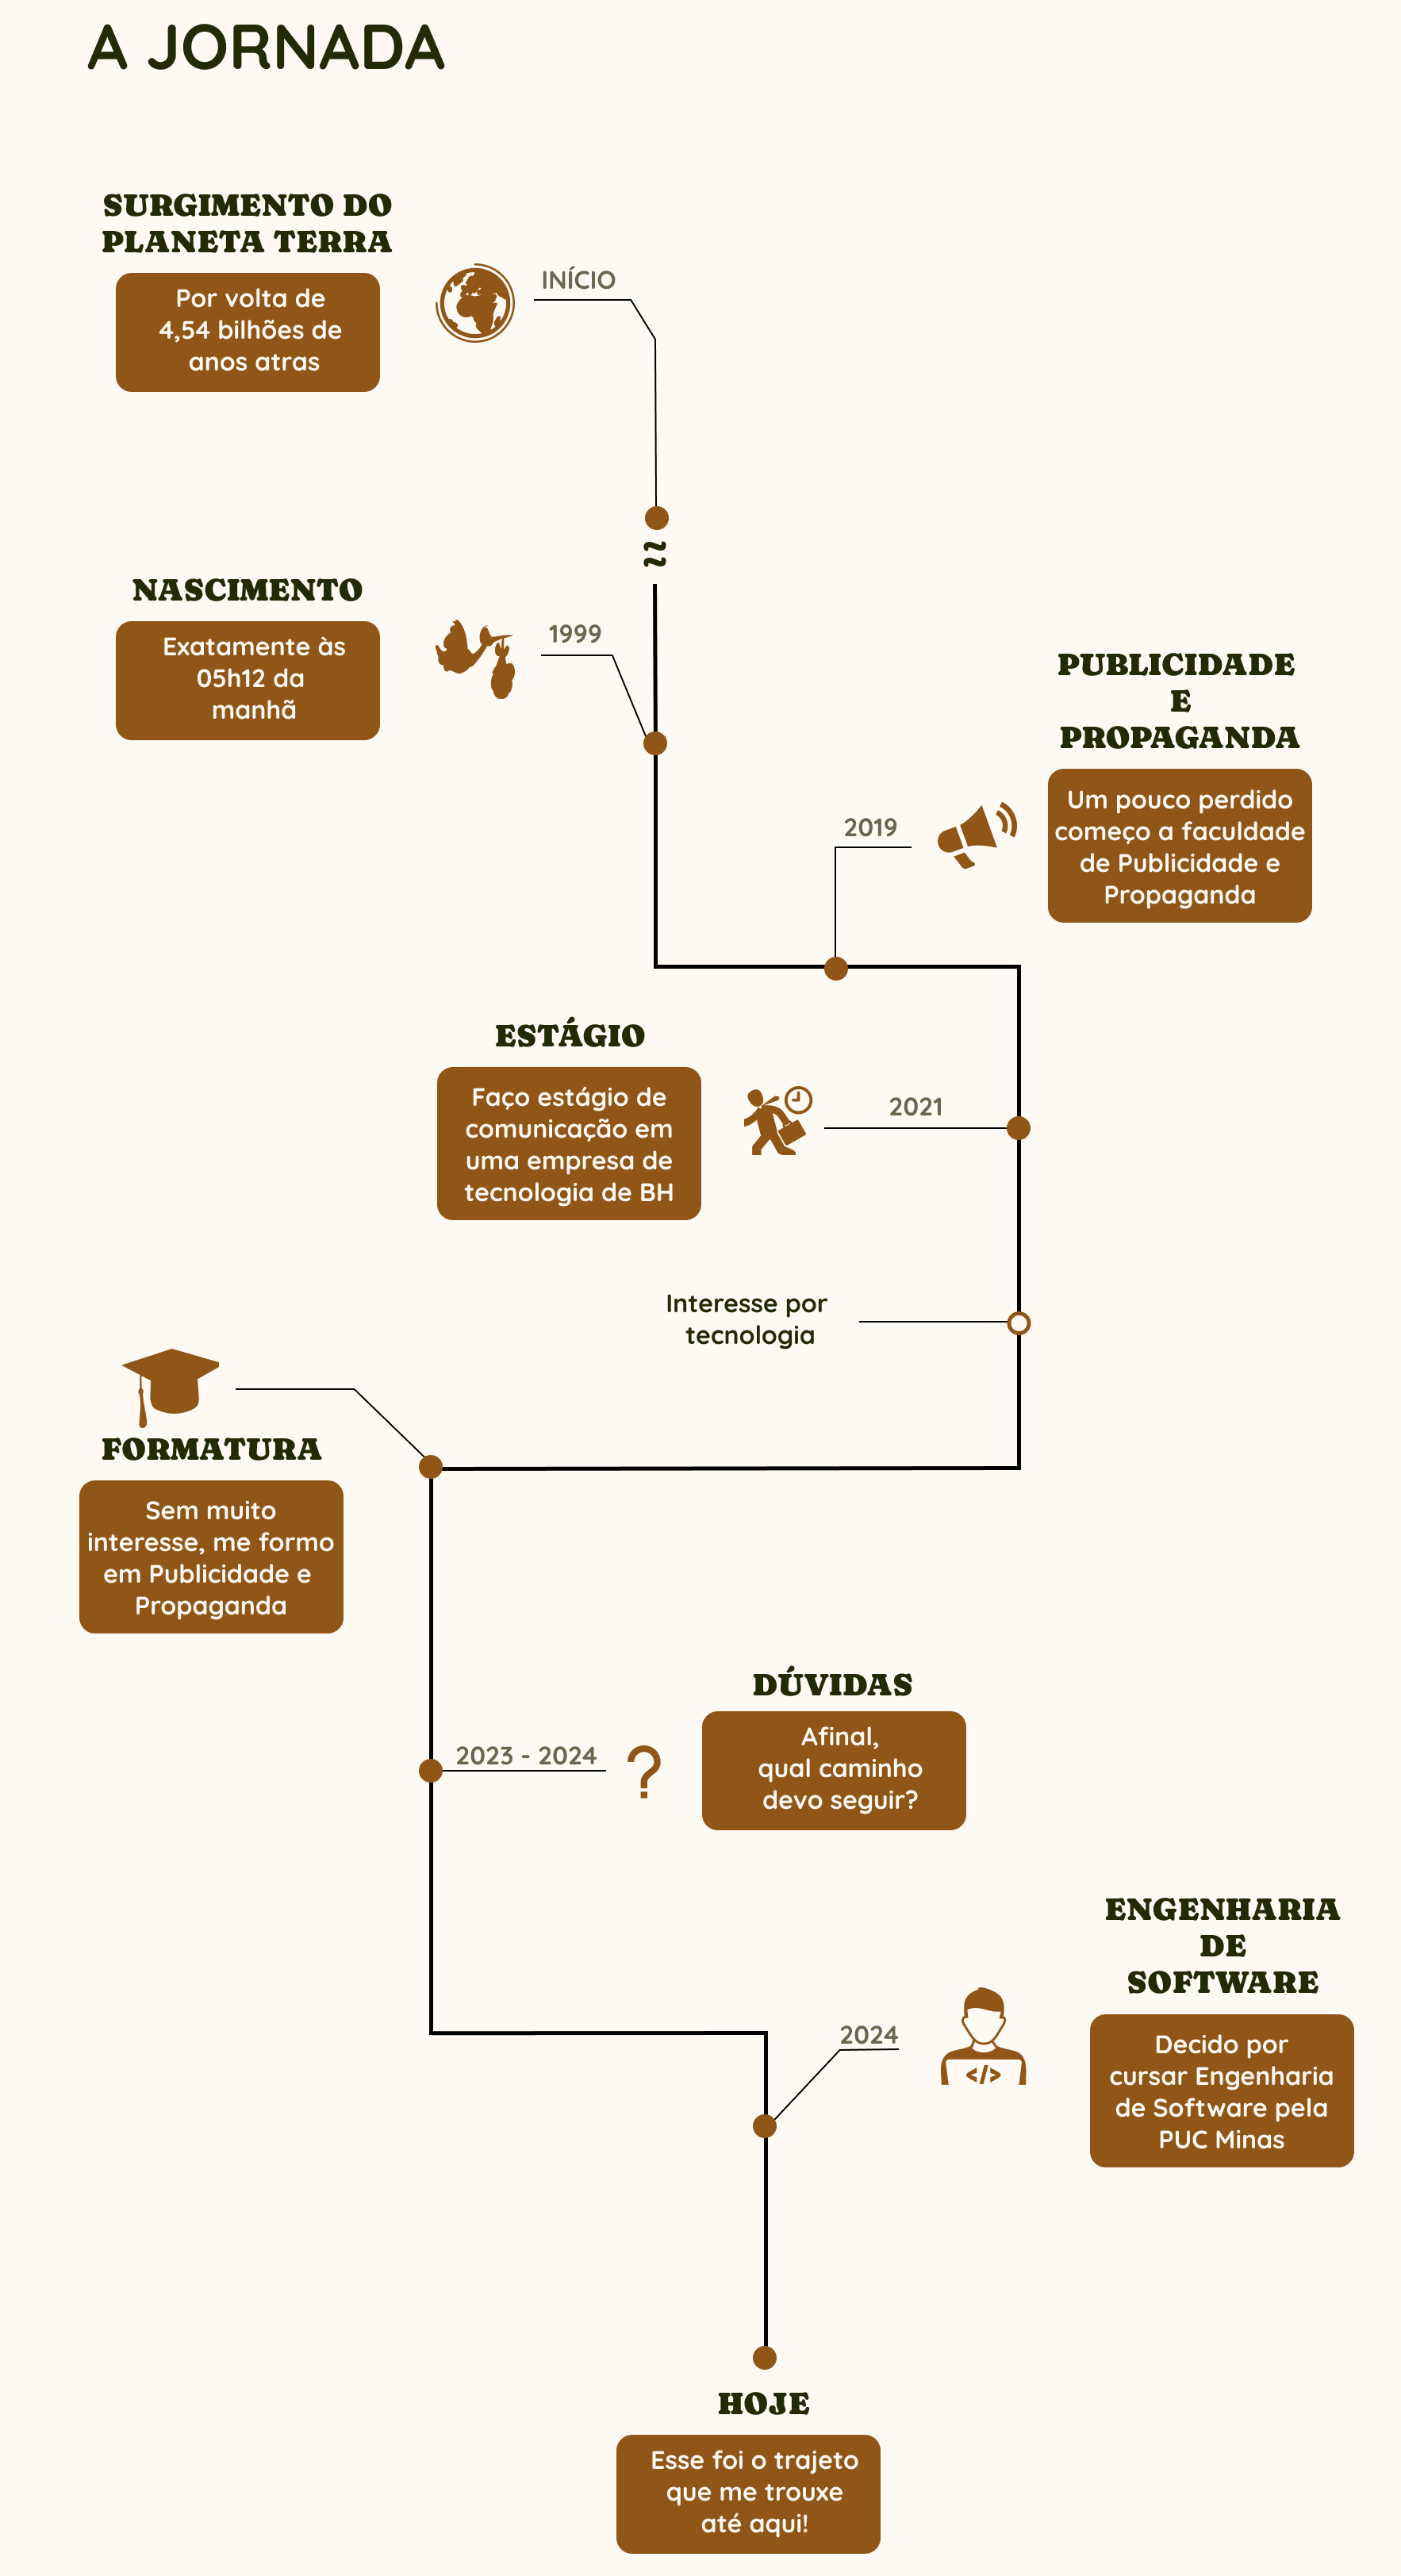 A JORNADA
SURGIMENTO DO
PLANETA TERRA
Por volta de
4,54 bilhões de
anos atras
INÍCIO
NASCIMENTO
Exatamente às
05h12 da
manhã
1999
PUBLICIDADE
E
PROPAGANDA
Um pouco perdido
começo a faculdade
de Publicidade e
Propaganda
2019
ESTÁGIO
Faço estágio de
comunicação em
uma empresa de
tecnologia de BH
2021
Interesse por
tecnologia
FORMATURA
Sem muito
interesse, me formo
em Publicidade e
Propaganda
DÚVIDAS
Afinal,
qual caminho
devo seguir?
2023 - 2024
?
ENGENHARIA
DE
SOFTWARE
Decido por
cursar Engenharia
de Software pela
PUC Minas
2024
</>
HOJE
Esse foi o trajeto
que me trouxe
até aqui!